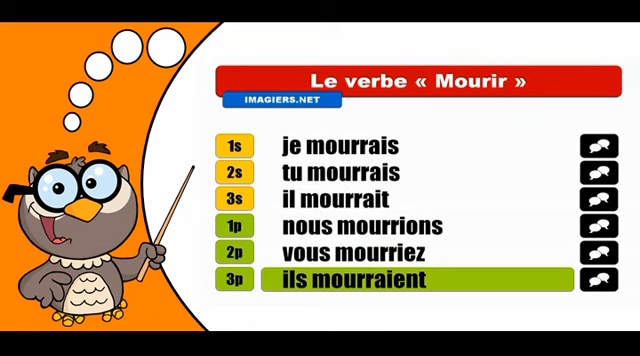 Le verbe « Mourir »
IMAGIERS.NET
1s je mourrais
2s tu mourrais
3s il mourrait
1p nous mourrions
2p vous mourriez
3p ils mourraient